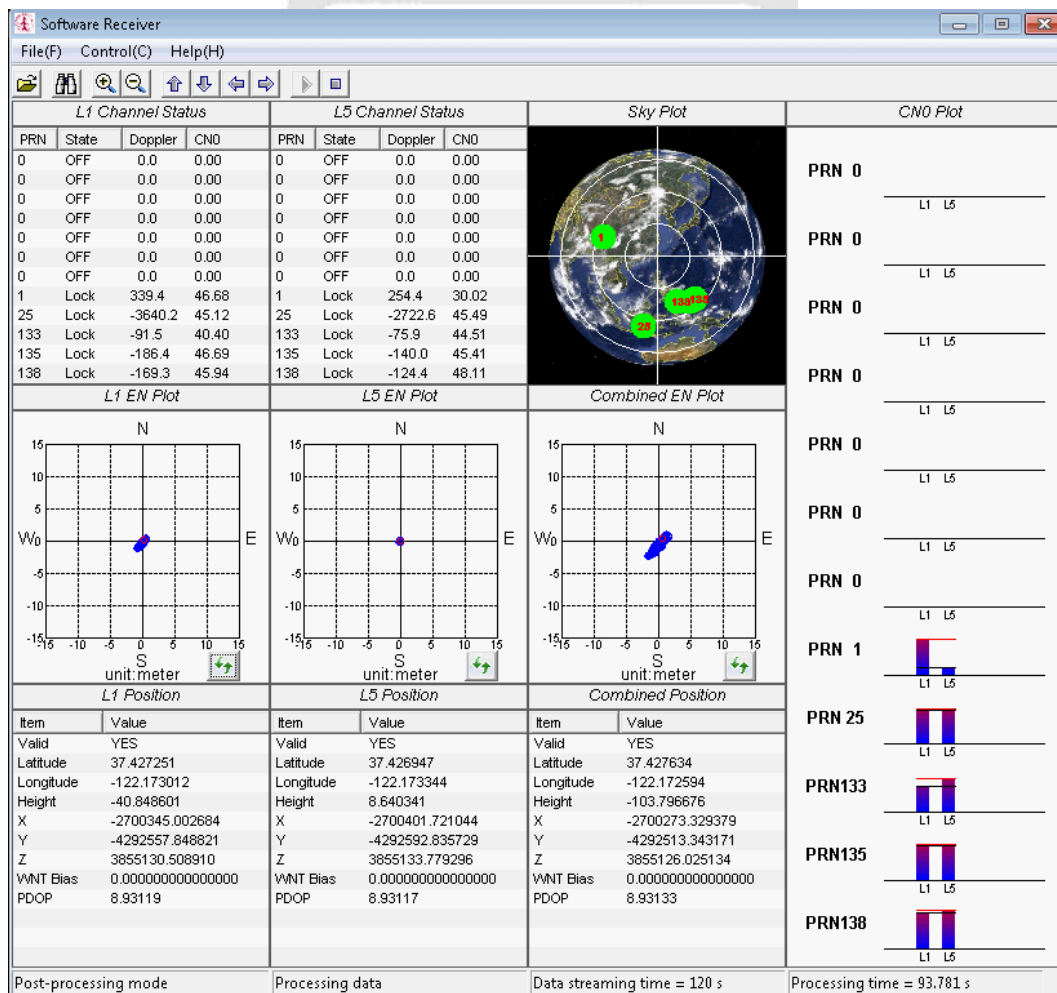 Software Receiver
File(F) Control(C) Help(H)
L1 Channel Status
PRN State Doppler CN0
0 OFF 0.0 0.00
0 OFF 0.0 0.00
0 OFF 0.0 0.00
0 OFF 0.0 0.00
0 OFF 0.0 0.00
0 OFF 0.0 0.00
0 OFF 0.0 0.00
1 Lock 339.4 46.68
25 Lock -3640.2 45.12
133 Lock -91.5 40.40
135 Lock -186.4 46.69
138 Lock -169.3 45.94
L5 Channel Status
PRN State Doppler CN0
0 OFF 0.0 0.00
0 OFF 0.0 0.00
0 OFF 0.0 0.00
0 OFF 0.0 0.00
0 OFF 0.0 0.00
0 OFF 0.0 0.00
0 OFF 0.0 0.00
1 Lock 254.4 30.02
25 Lock -2722.6 45.49
133 Lock -75.9 44.51
135 Lock -140.0 45.41
138 Lock -124.4 48.11
Sky Plot
1
138 135
25
CN0 Plot
PRN 0
L1 L5
PRN 0
L1 L5
PRN 0
L1 L5
PRN 0
L1 L5
PRN 0
L1 L5
PRN 0
L1 L5
PRN 0
L1 L5
PRN 1
L1 L5
PRN 25
L1 L5
PRN133
L1 L5
PRN135
L1 L5
PRN138
L1 L5
L1 EN Plot
N
15
10
5
W 0 E
-5
-10
-15
-15 -10 -5 0 5 10 15
S
unit:meter
L5 EN Plot
N
15
10
5
W 0 E
-5
-10
-15
-15 -10 -5 0 5 10 15
S
unit:meter
Combined EN Plot
N
15
10
5
W 0 E
-5
-10
-15
-15 -10 -5 0 5 10 15
S
unit:meter
L1 Position
Item Value
Valid YES
Latitude 37.427251
Longitude -122.173012
Height -40.848601
X -2700345.002684
Y -4292557.848821
Z 3855130.508910
WNT Bias 0.000000000000000
PDOP 8.93119
L5 Position
Item Value
Valid YES
Latitude 37.426947
Longitude -122.173344
Height 8.640341
X -2700401.721044
Y -4292592.835729
Z 3855133.779296
WNT Bias 0.000000000000000
PDOP 8.93117
Combined Position
Item Value
Valid YES
Latitude 37.427634
Longitude -122.172594
Height -103.796676
X -2700273.329379
Y -4292513.343171
Z 3855126.025134
WNT Bias 0.000000000000000
PDOP 8.93133
Post-processing mode
Processing data
Data streaming time = 120 s
Processing time = 93.781 s